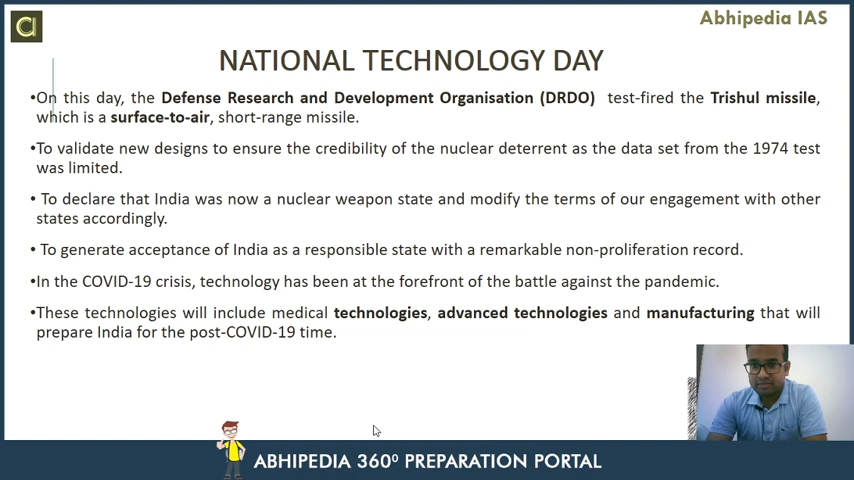 Abhipedia IAS
NATIONAL TECHNOLOGY DAY
•On this day, the Defense Research and Development Organisation (DRDO) test-fired the Trishul missile,
which is a surface-to-air, short-range missile.
•To validate new designs to ensure the credibility of the nuclear deterrent as the data set from the 1974 test
was limited.
• To declare that India was now a nuclear weapon state and modify the terms of our engagement with other
states accordingly.
• To generate acceptance of India as a responsible state with a remarkable non-proliferation record.
•In the COVID-19 crisis, technology has been at the forefront of the battle against the pandemic.
•These technologies will include medical technologies, advanced technologies and manufacturing that will
prepare India for the post-COVID-19 time.
ABHIPEDIA 360⁰ PREPARATION PORTAL